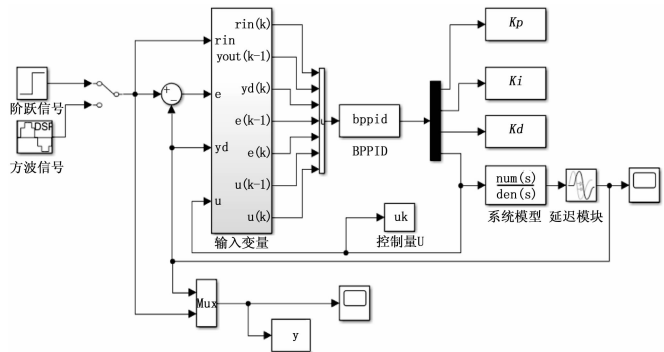 阶跃信号
DSP
方波信号
+
−
rin
e
yd
u
rin(k)
yout(k-1)
yd(k)
e(k-1)
e(k)
u(k-1)
u(k)
输入变量
u
bppid
BPPID
Kp
Ki
Kd
num(s)
den(s)
系统模型
延迟模块
uk
控制量U
Mux
y